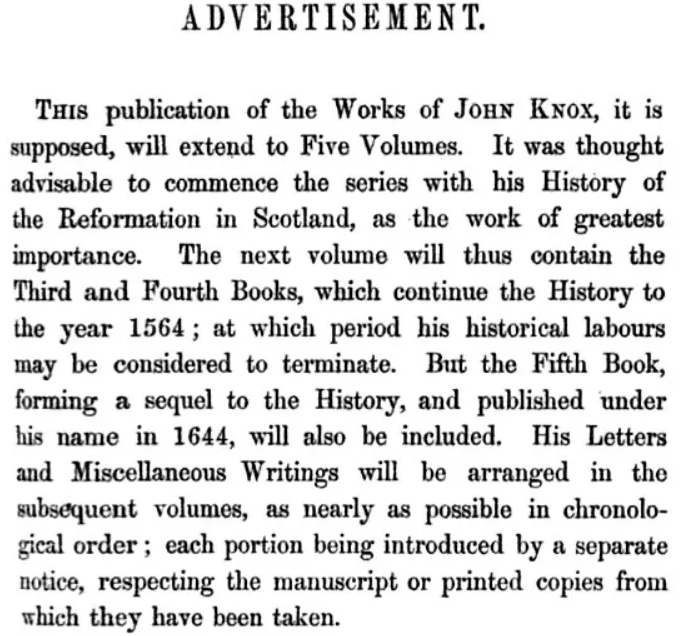 ADVERTISEMENT.
THIS publication of the Works of JOHN KNOX, it is
supposed, will extend to Five Volumes. It was thought
advisable to commence the series with his History of
the Reformation in Scotland, as the work of greatest
importance. The next volume will thus contain the
Third and Fourth Books, which continue the History to
the year 1564 ; at which period his historical labours
may be considered to terminate. But the Fifth Book,
forming a sequel to the History, and published under
his name in 1644, will also be included. His Letters
and Miscellaneous Writings will be arranged in the
subsequent volumes, as nearly as possible in chronolo-
gical order ; each portion being introduced by a separate
notice, respecting the manuscript or printed copies from
which they have been taken.